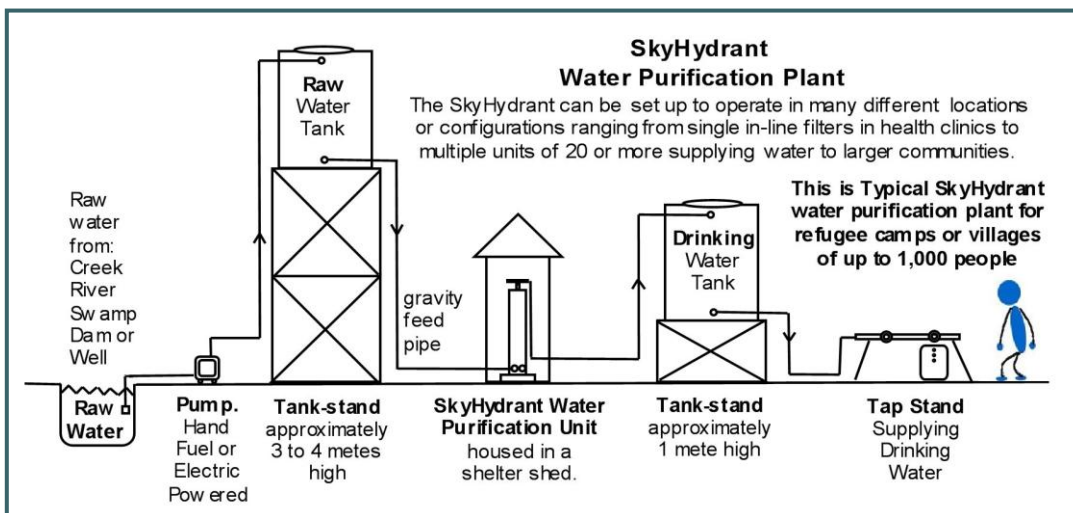 SkyHydrant
Water Purification Plant
The SkyHydrant can be set up to operate in many different locations
or configurations ranging from single in-line filters in health clinics to
multiple units of 20 or more supplying water to larger communities.
This is Typical SkyHydrant
water purification plant for
refugee camps or villages
of up to 1,000 people
Raw
Water
Tank
Raw
water
from:
Creek
River
Swamp
Dam or
Well
gravity
feed
pipe
Drinking
Water
Tank
Raw
Water
Pump.
Hand
Fuel or
Electric
Powered
Tank-stand
approximately
3 to 4 metes
high
SkyHydrant Water
Purification Unit
housed in a
shelter shed.
Tank-stand
approximately
1 mete high
Tap Stand
Supplying
Drinking
Water